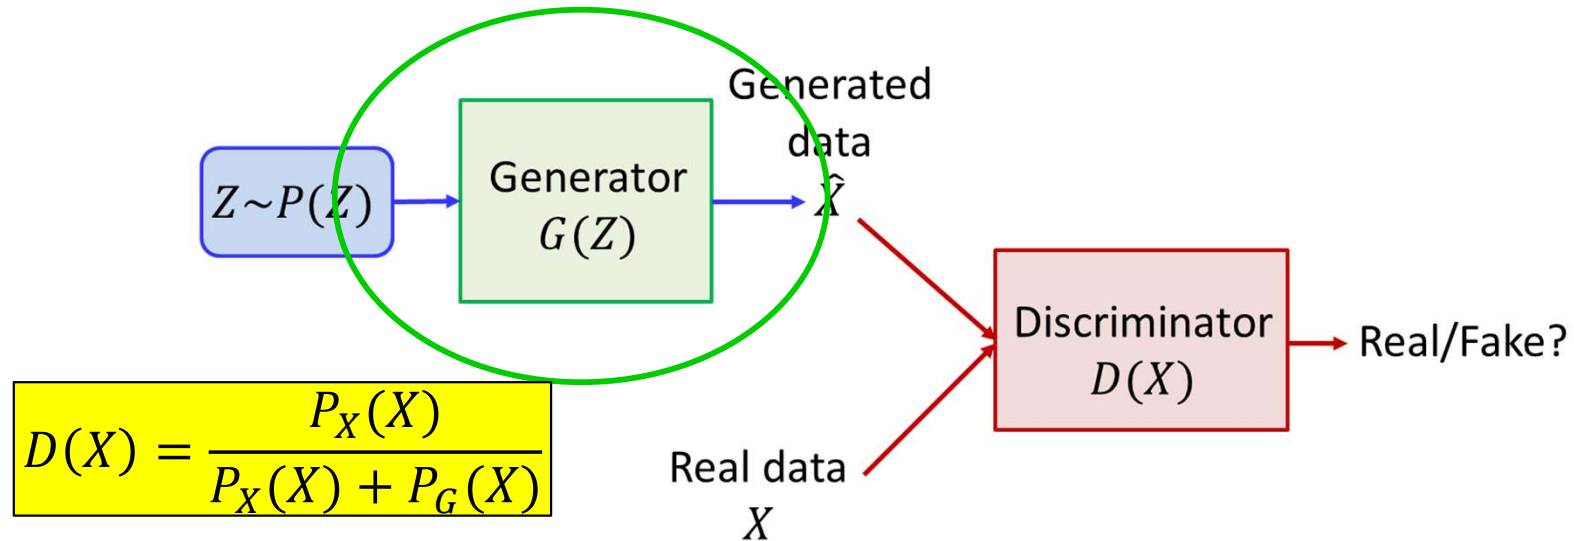 Generated
data
X̂
Z~P(Z)
Generator
G(Z)
Discriminator
D(X)
Real/Fake?
D(X) = P_X(X) / (P_X(X) + P_G(X))
Real data
X